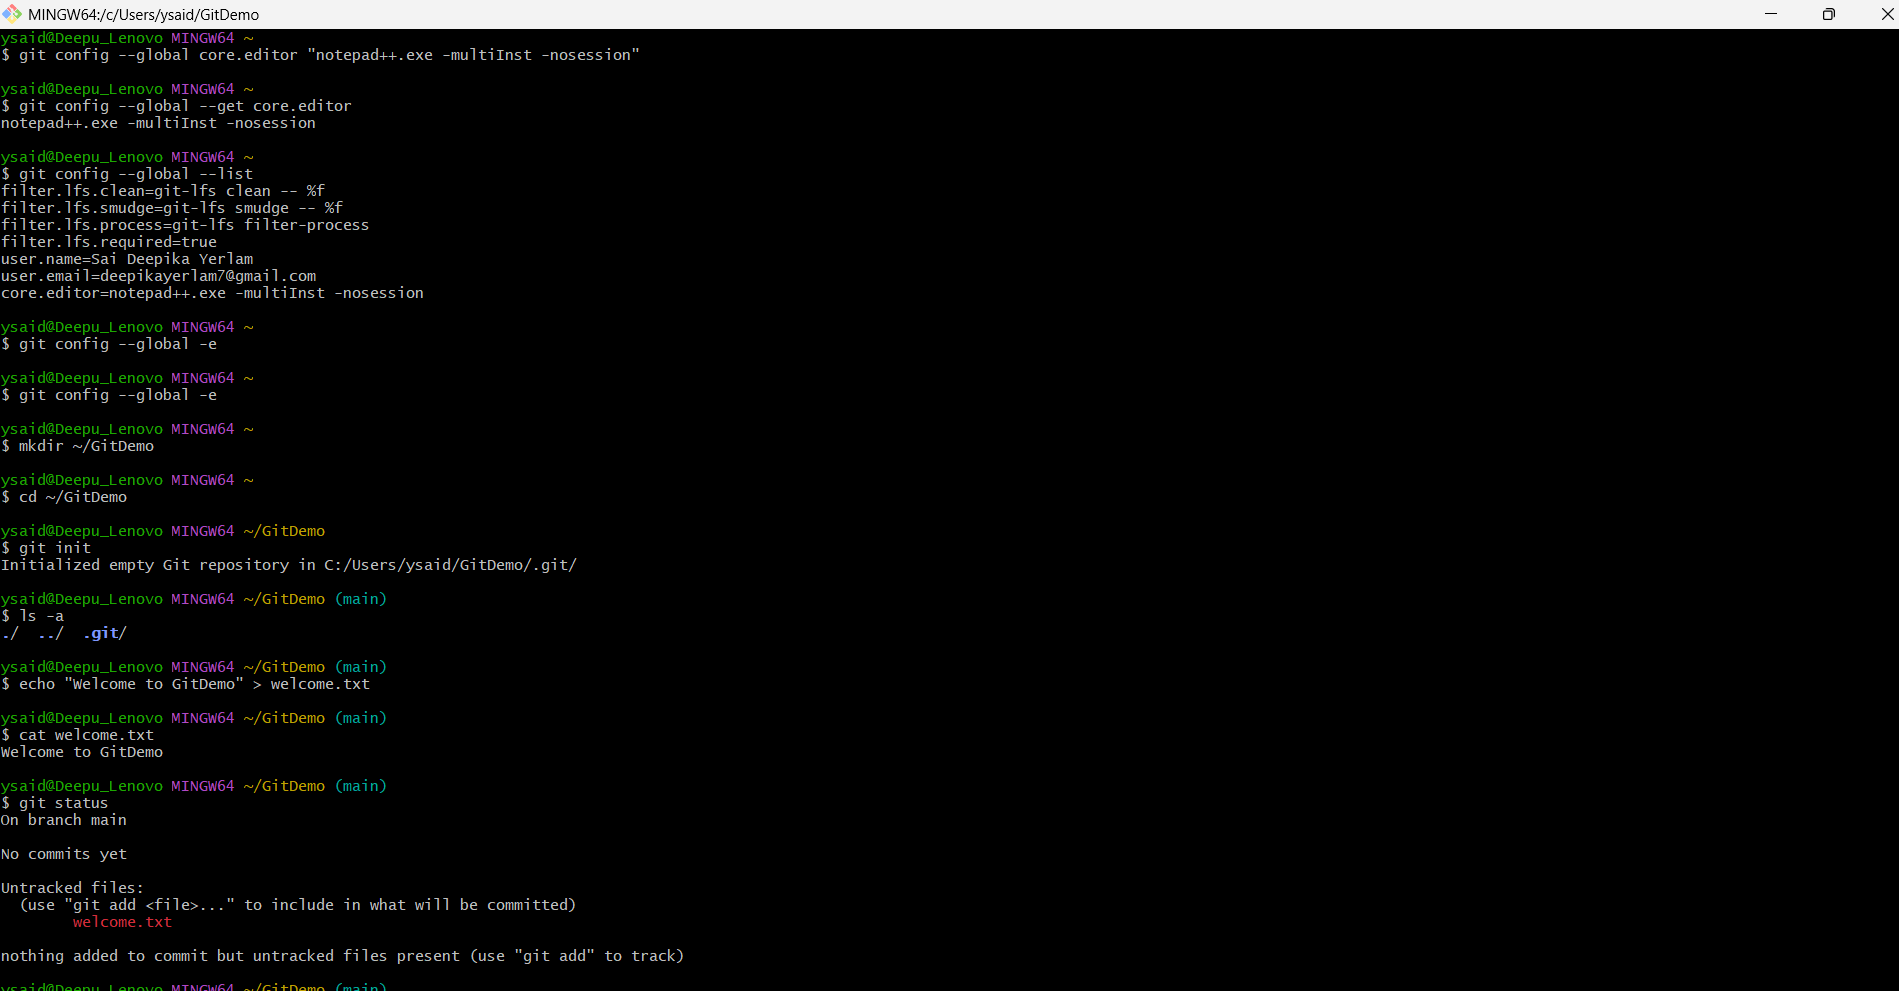 MINGW64:/c/Users/ysaid/GitDemo
ysaid@Deepu_Lenovo MINGW64 ~
$ git config --global core.editor "notepad++.exe -multiInst -nosession"
ysaid@Deepu_Lenovo MINGW64 ~
$ git config --global --get core.editor
notepad++.exe -multiInst -nosession
ysaid@Deepu_Lenovo MINGW64 ~
$ git config --global --list
filter.lfs.clean=git-lfs clean -- %f
filter.lfs.smudge=git-lfs smudge -- %f
filter.lfs.process=git-lfs filter-process
filter.lfs.required=true
user.name=Sai Deepika Yerlam
user.email=deepikayerlam7@gmail.com
core.editor=notepad++.exe -multiInst -nosession
ysaid@Deepu_Lenovo MINGW64 ~
$ git config --global -e
ysaid@Deepu_Lenovo MINGW64 ~
$ git config --global -e
ysaid@Deepu_Lenovo MINGW64 ~
$ mkdir ~/GitDemo
ysaid@Deepu_Lenovo MINGW64 ~
$ cd ~/GitDemo
ysaid@Deepu_Lenovo MINGW64 ~/GitDemo
$ git init
Initialized empty Git repository in C:/Users/ysaid/GitDemo/.git/
ysaid@Deepu_Lenovo MINGW64 ~/GitDemo (main)
$ ls -a
./  ../  .git/
ysaid@Deepu_Lenovo MINGW64 ~/GitDemo (main)
$ echo "Welcome to GitDemo" > welcome.txt
ysaid@Deepu_Lenovo MINGW64 ~/GitDemo (main)
$ cat welcome.txt
Welcome to GitDemo
ysaid@Deepu_Lenovo MINGW64 ~/GitDemo (main)
$ git status
On branch main
No commits yet
Untracked files:
(use "git add <file>..." to include in what will be committed)
welcome.txt
nothing added to commit but untracked files present (use "git add" to track)
ysaid@Deepu_Lenovo MINGW64 ~/GitDemo (main)